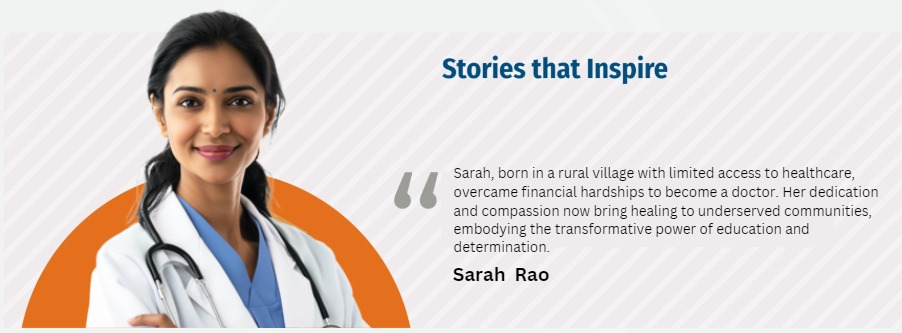 Stories that Inspire
“
Sarah, born in a rural village with limited access to healthcare,
overcame financial hardships to become a doctor. Her dedication
and compassion now bring healing to underserved communities,
embodying the transformative power of education and
determination.
Sarah Rao